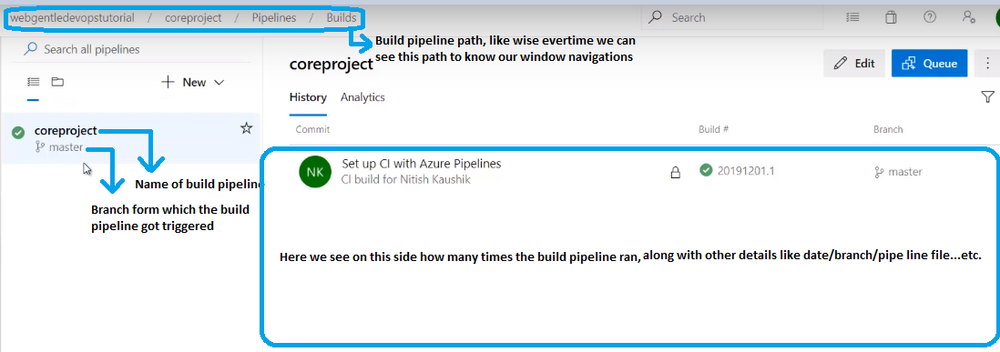 webgentledevopstutorial / coreproject / Pipelines / Builds
Search
Build pipeline path, like wise evertime we can
see this path to know our window navigations
Search all pipelines
coreproject
Edit
Queue
New
History
Analytics
Commit
Build #
Branch
coreproject
master
NK
Set up CI with Azure Pipelines
CI build for Nitish Kaushik
20191201.1
master
Name of build pipeline
Branch form which the build
pipeline got triggered
Here we see on this side how many times the build pipeline ran, along with other details like date/branch/pipe line file...etc.